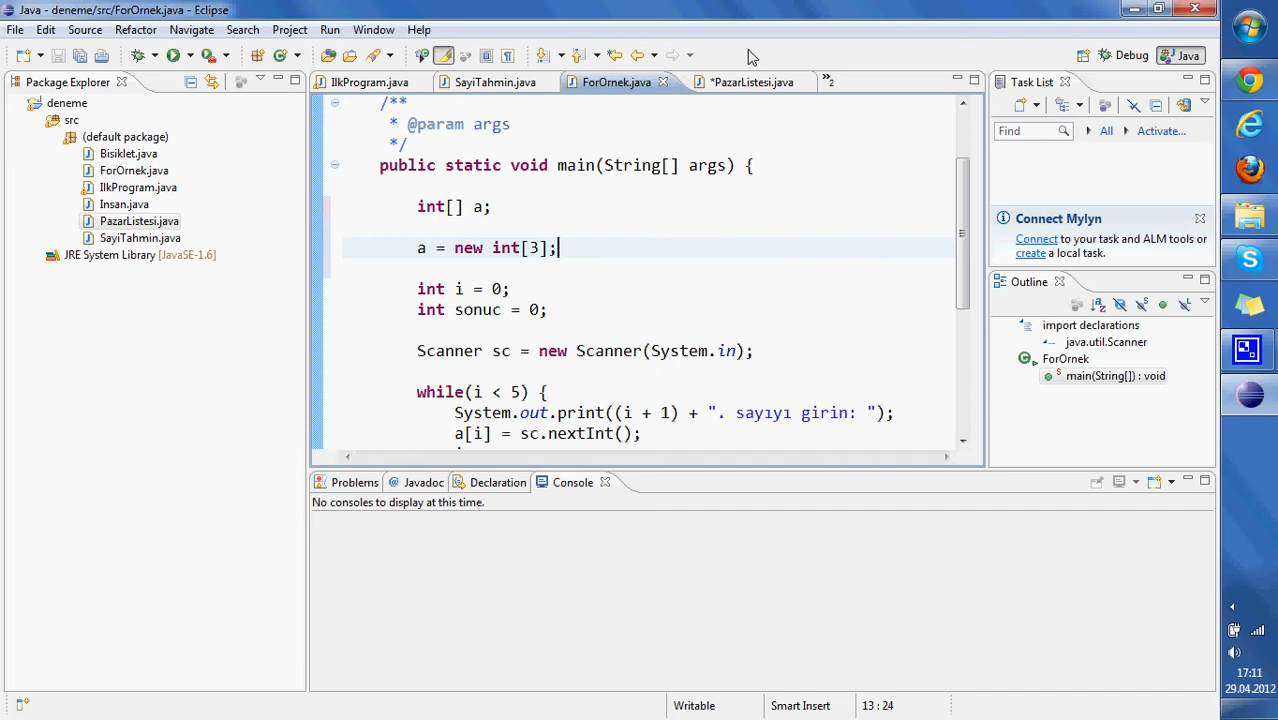 Java - deneme/src/ForOrnek.java - Eclipse
File Edit Source Refactor Navigate Search Project Run Window Help
Debug Java
Package Explorer
deneme
src
(default package)
Bisiklet.java
ForOrnek.java
IlkProgram.java
Insan.java
PazarListesi.java
SayiTahmin.java
JRE System Library [JavaSE-1.6]
IlkProgram.java SayiTahmin.java ForOrnek.java *PazarListesi.java »2
/**
* @param args
*/
public static void main(String[] args) {
int[] a;
a = new int[3];
int i = 0;
int sonuc = 0;
Scanner sc = new Scanner(System.in);
while(i < 5) {
System.out.print((i + 1) + ". sayıyı girin: ");
a[i] = sc.nextInt();
Task List
Find All Activate...
Connect Mylyn
Connect to your task and ALM tools or
create a local task.
Outline
import declarations
java.util.Scanner
ForOrnek
main(String[]) : void
Problems Javadoc Declaration Console
No consoles to display at this time.
Writable Smart Insert 13 : 24
17:11
29.04.2012